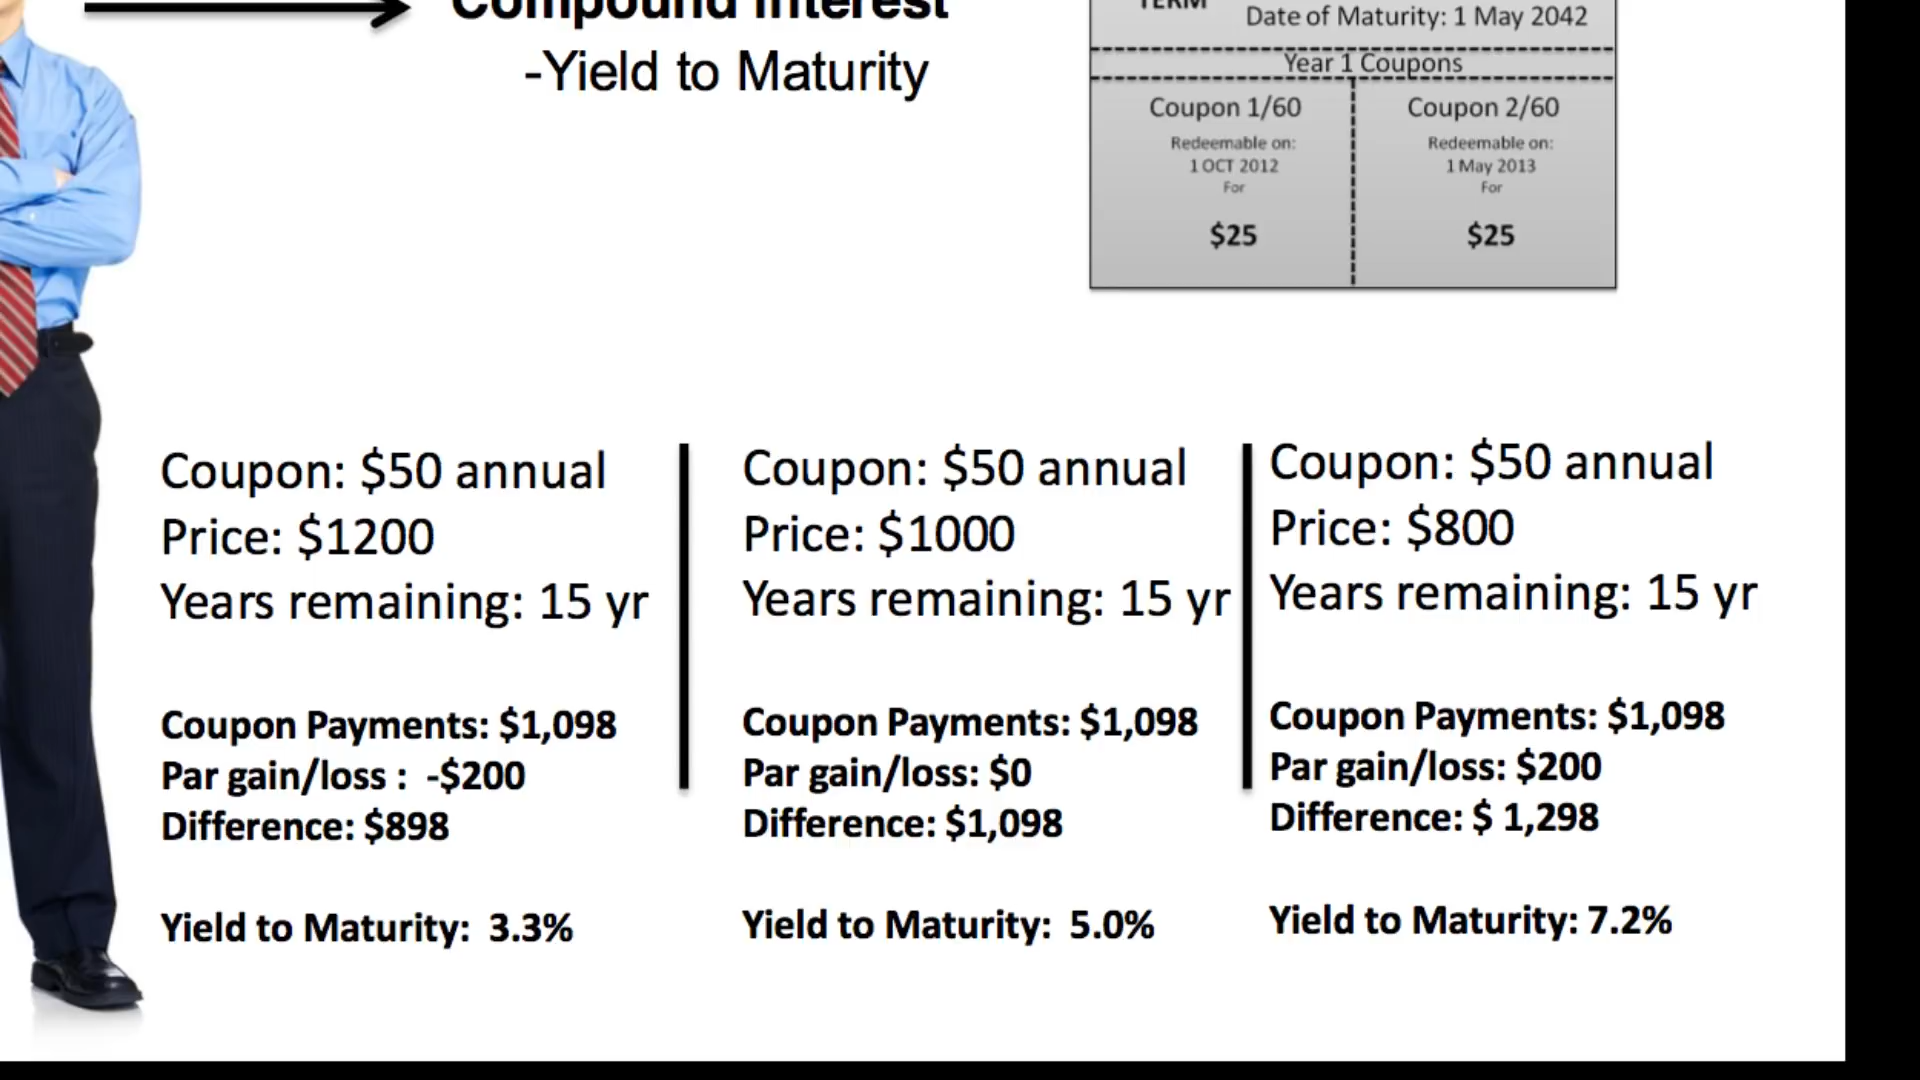 Compound Interest
-Yield to Maturity
TERM
Date of Maturity: 1 May 2042
Year 1 Coupons
Coupon 1/60
Redeemable on:
1 OCT 2012
For
$25
Coupon 2/60
Redeemable on:
1 May 2013
For
$25
Coupon: $50 annual
Price: $1200
Years remaining: 15 yr
Coupon Payments: $1,098
Par gain/loss : -$200
Difference: $898
Yield to Maturity: 3.3%
Coupon: $50 annual
Price: $1000
Years remaining: 15 yr
Coupon Payments: $1,098
Par gain/loss: $0
Difference: $1,098
Yield to Maturity: 5.0%
Coupon: $50 annual
Price: $800
Years remaining: 15 yr
Coupon Payments: $1,098
Par gain/loss: $200
Difference: $ 1,298
Yield to Maturity: 7.2%